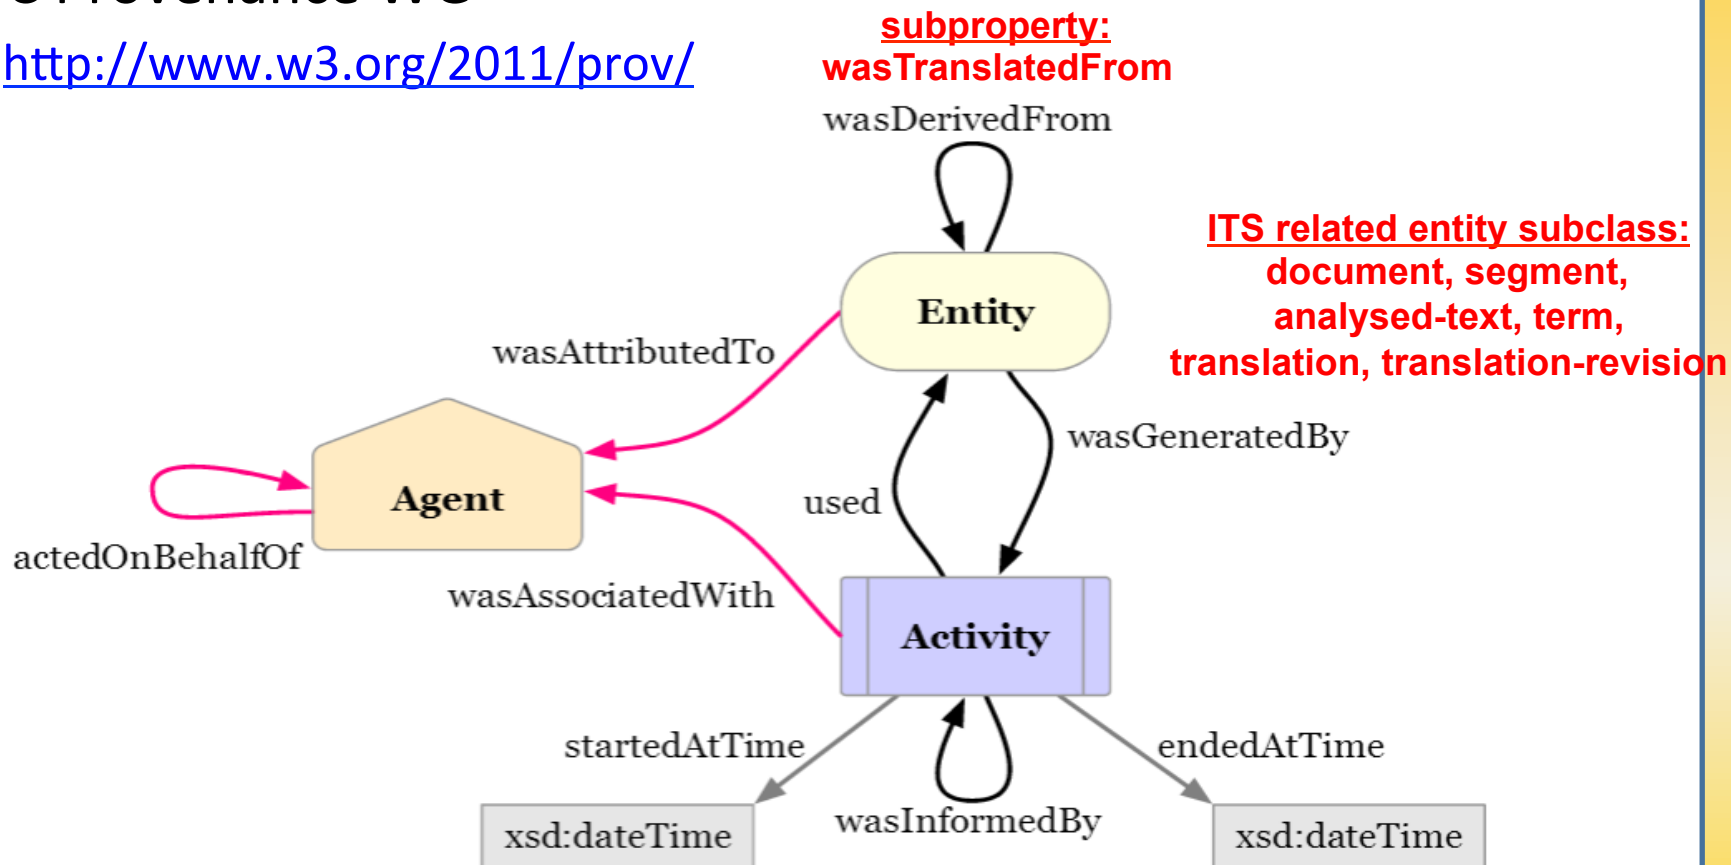 http://www.w3.org/2011/prov/
subproperty:
wasTranslatedFrom
wasDerivedFrom
ITS related entity subclass:
document, segment,
analysed-text, term,
translation, translation-revision
Entity
wasAttributedTo
wasGeneratedBy
Agent
used
actedOnBehalfOf
wasAssociatedWith
Activity
startedAtTime
endedAtTime
wasInformedBy
xsd:dateTime
xsd:dateTime